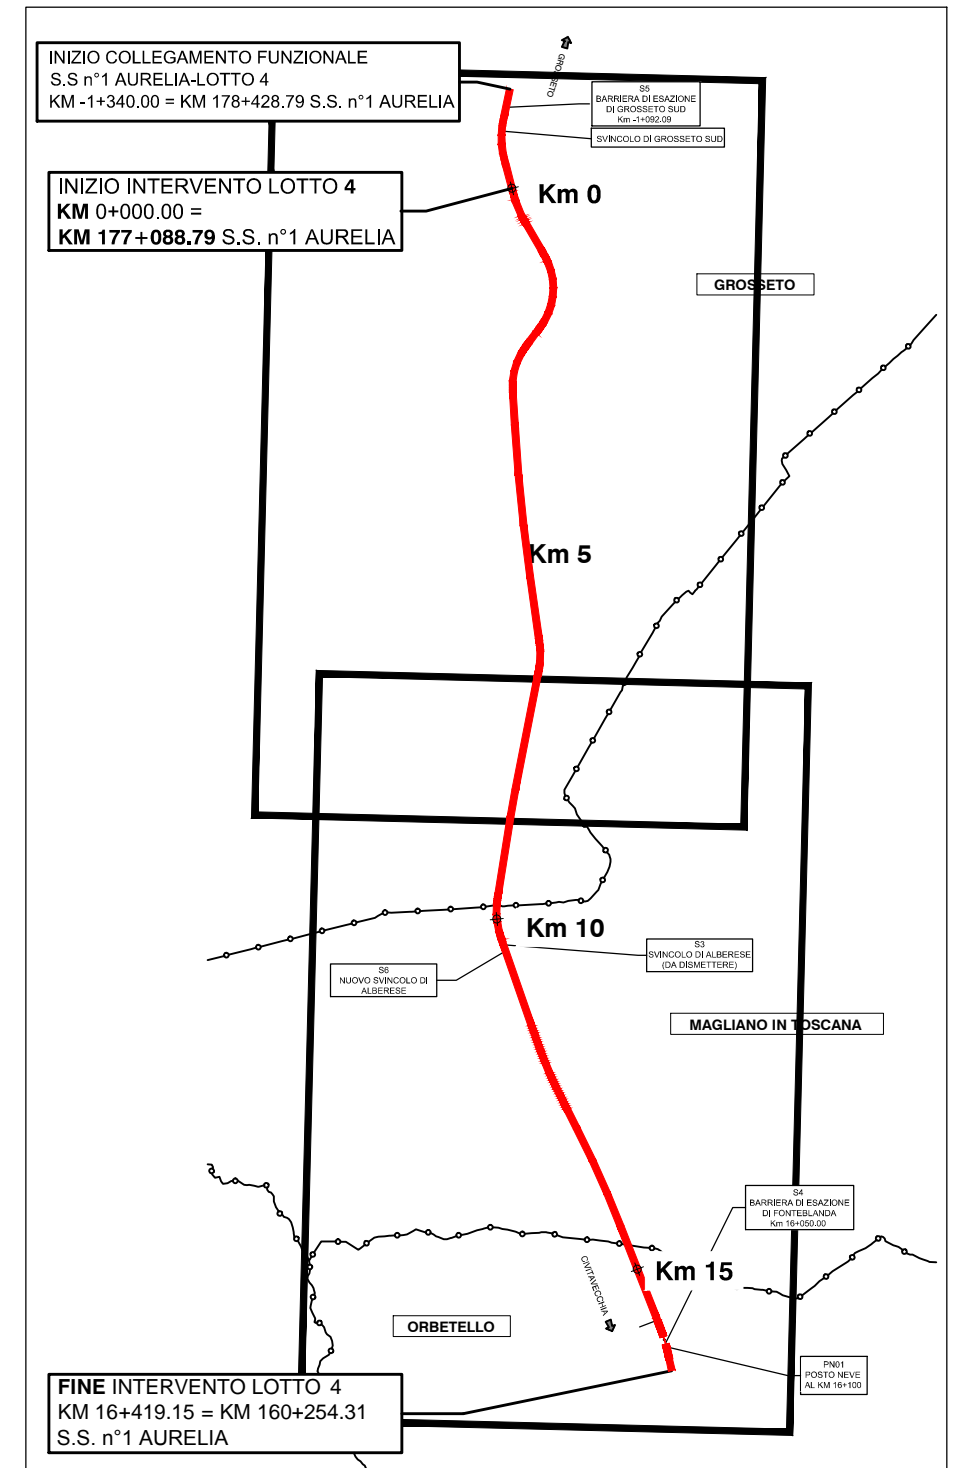 INIZIO COLLEGAMENTO FUNZIONALE
S.S n°1 AURELIA-LOTTO 4
KM -1+340.00 = KM 178+428.79 S.S. n°1 AURELIA
GROSSETO
S5
BARRIERA DI ESAZIONE
DI GROSSETO SUD
Km -1+092.09
SVINCOLO DI GROSSETO SUD
INIZIO INTERVENTO LOTTO 4
KM 0+000.00 =
KM 177+088.79 S.S. n°1 AURELIA
Km 0
GROSSETO
Km 5
Km 10
S3
SVINCOLO DI ALBERESE
(DA DISMETTERE)
S6
NUOVO SVINCOLO DI
ALBERESE
MAGLIANO IN TOSCANA
S4
BARRIERA DI ESAZIONE
DI FONTEBLANDA
Km 16+050.00
Km 15
CIVITAVECCHIA
ORBETELLO
PN01
POSTO NEVE
AL KM 16+100
FINE INTERVENTO LOTTO 4
KM 16+419.15 = KM 160+254.31
S.S. n°1 AURELIA